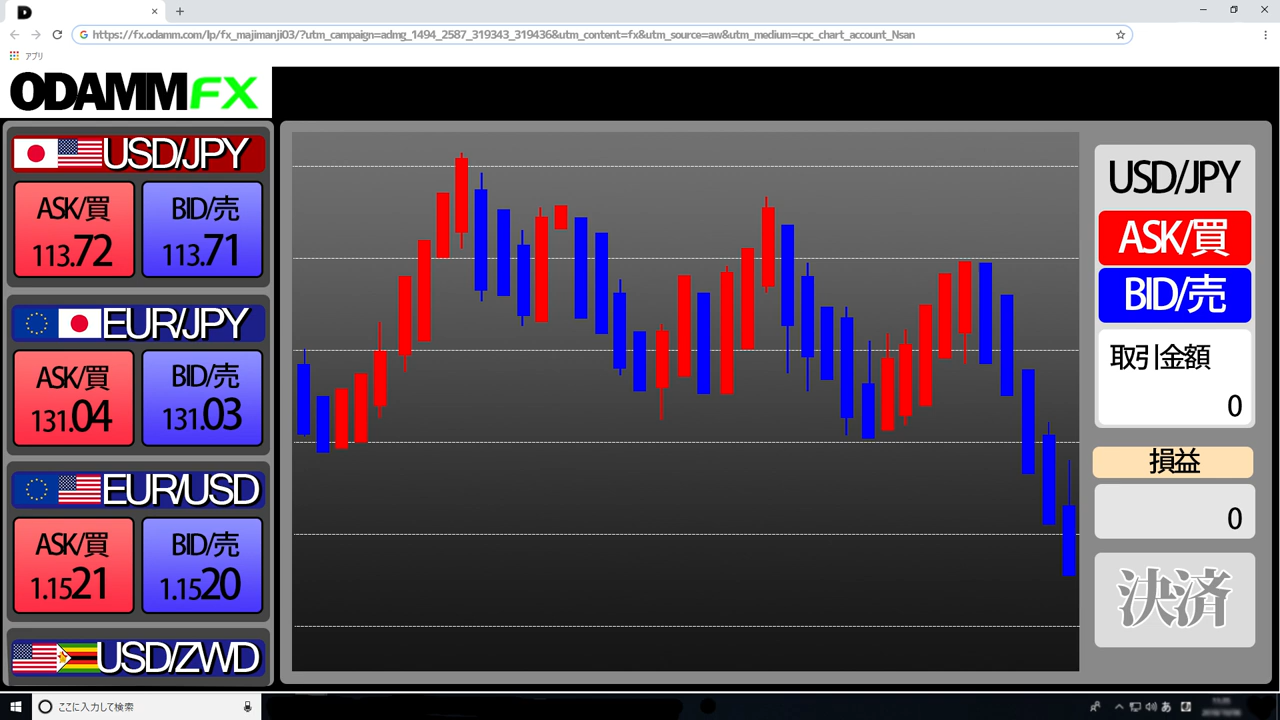 https://fx.odamm.com/lp/fx_majimanji03/?utm_campaign=admg_1494_2587_319343_319436&utm_content=fx&utm_source=aw&utm_medium=cpc_chart_account_Nsan
アプリ
ODAMMFX
USD/JPY
ASK/買
BID/売
113.72
113.71
EUR/JPY
ASK/買
BID/売
131.04
131.03
EUR/USD
ASK/買
BID/売
1.1521
1.1520
USD/ZWD
USD/JPY
ASK/買
BID/売
取引金額
0
損益
0
決済
ここに入力して検索
あ